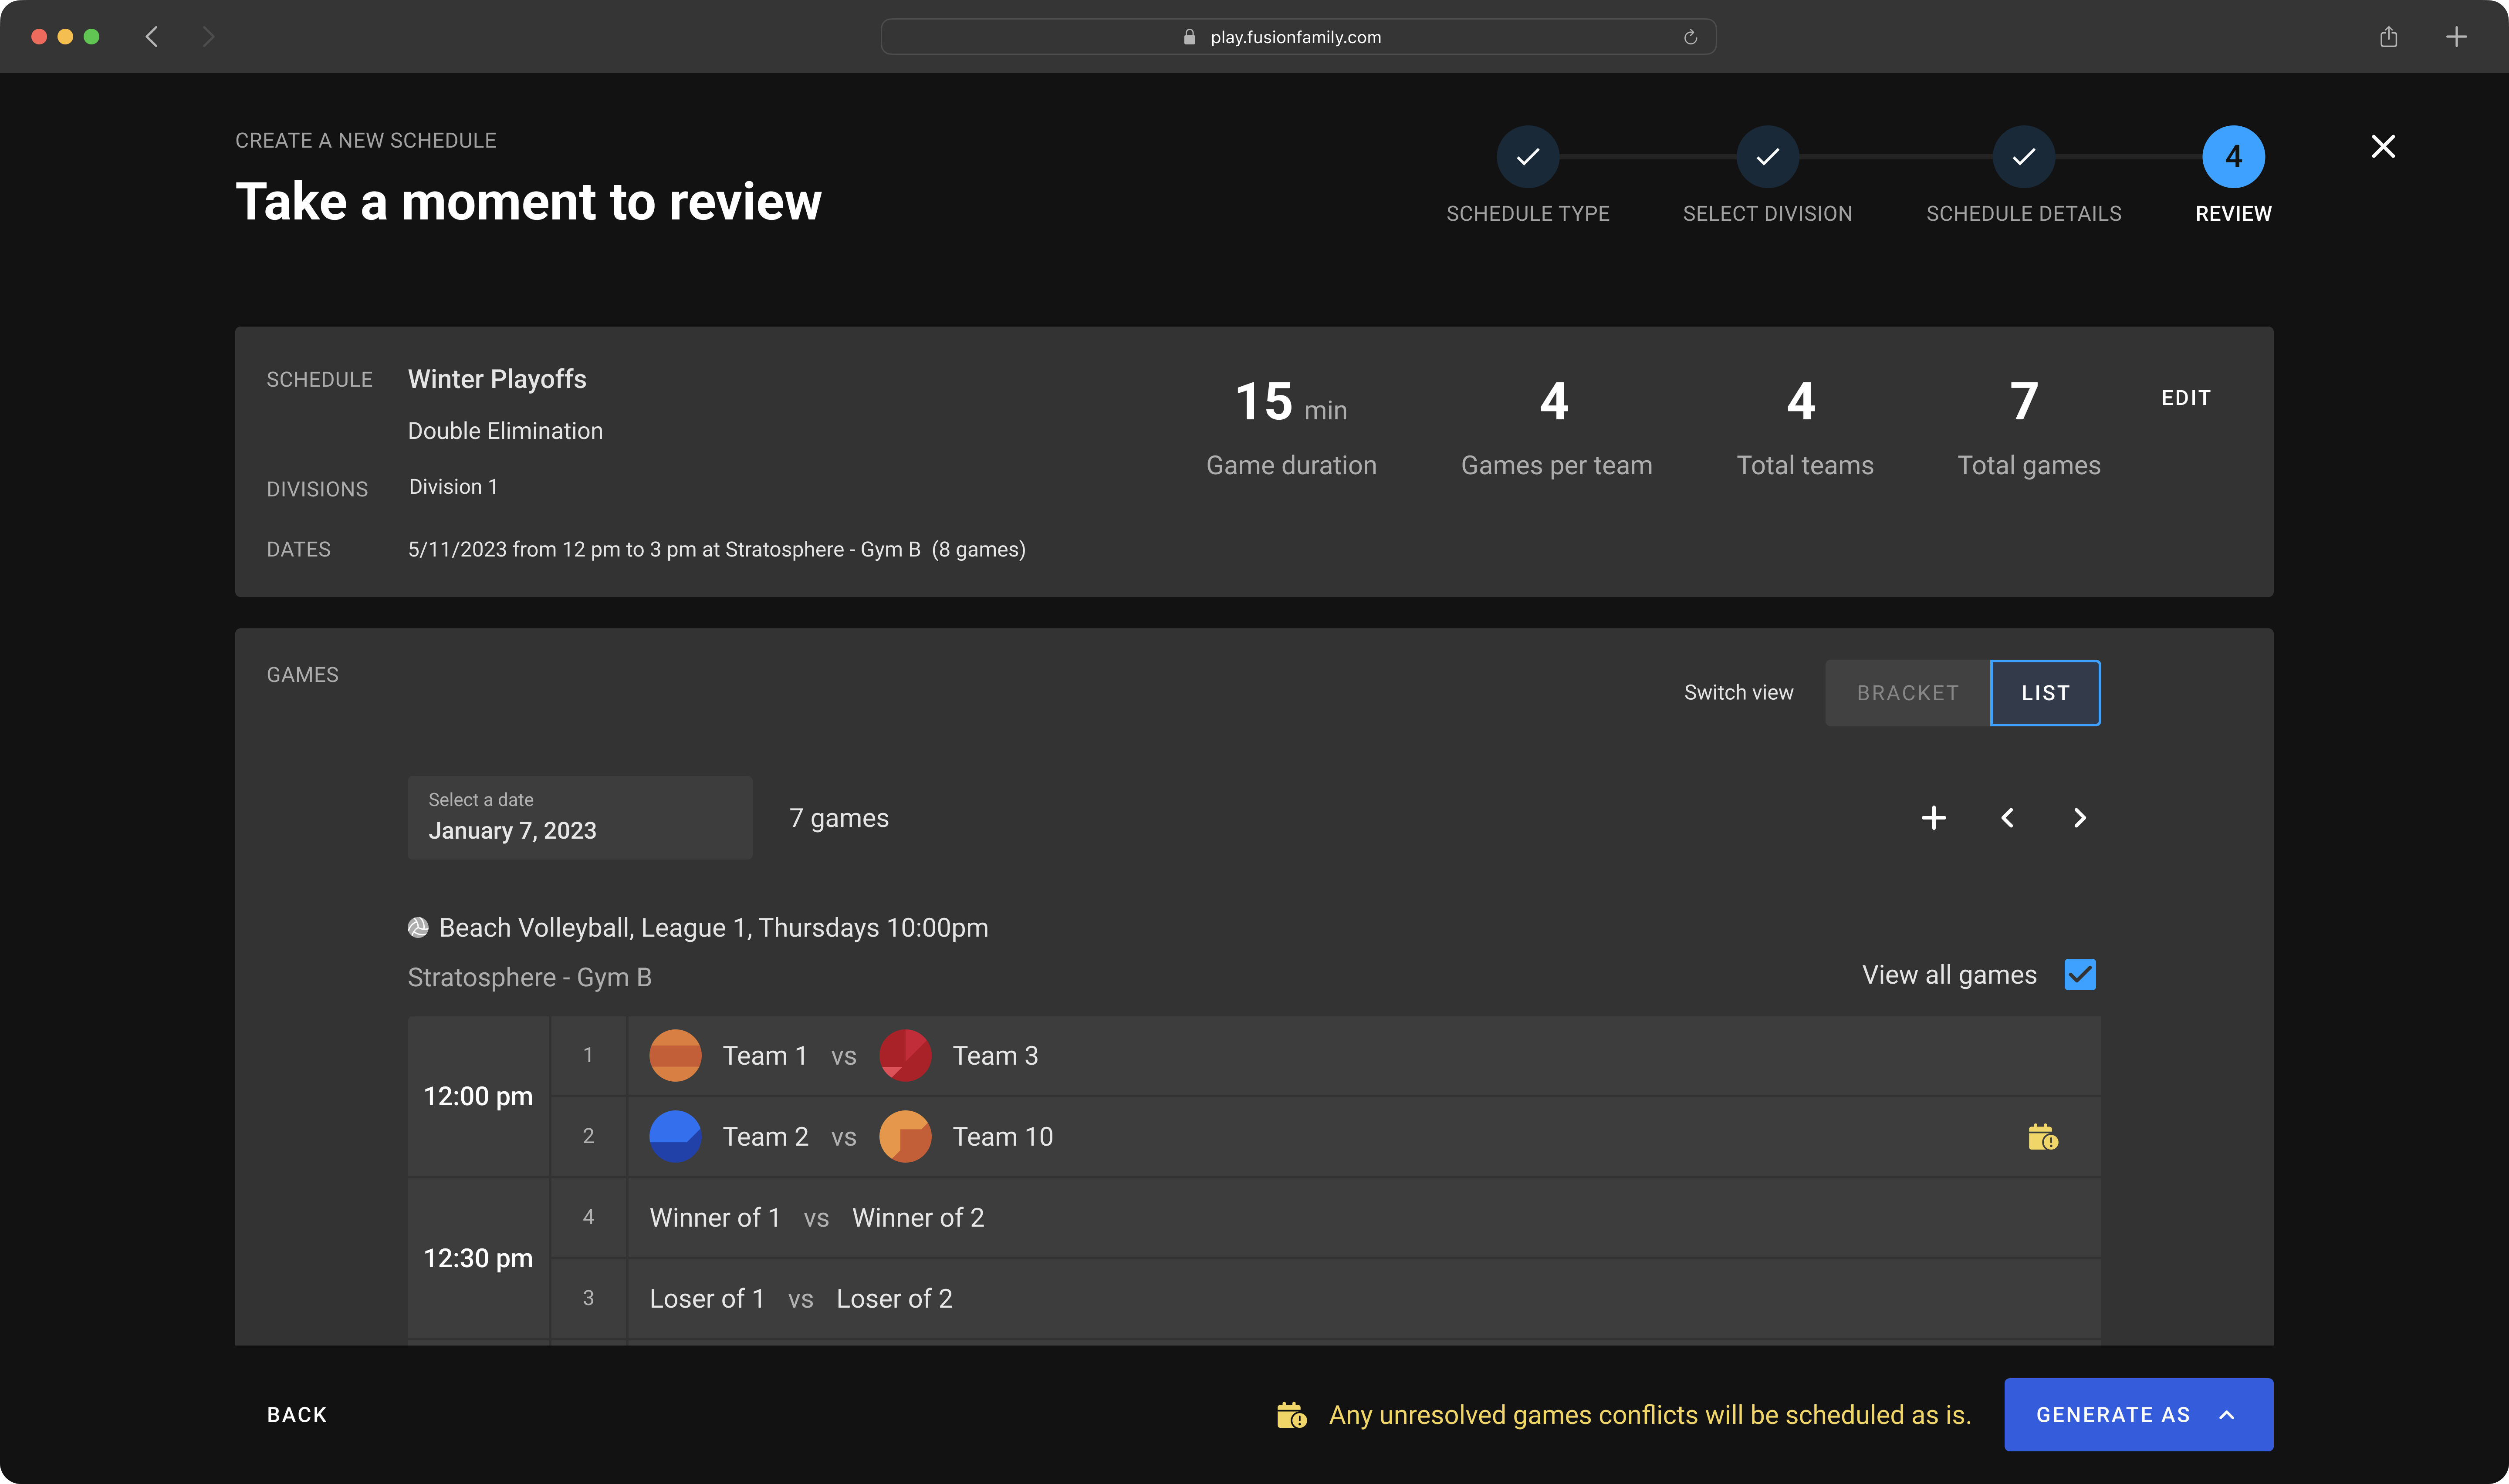 play.fusionfamily.com
CREATE A NEW SCHEDULE
Take a moment to review
4
SCHEDULE TYPE
SELECT DIVISION
SCHEDULE DETAILS
REVIEW
SCHEDULE
Winter Playoffs
Double Elimination
DIVISIONS
Division 1
DATES
5/11/2023 from 12 pm to 3 pm at Stratosphere - Gym B (8 games)
15 min
Game duration
4
Games per team
4
Total teams
7
Total games
EDIT
GAMES
Switch view
BRACKET
LIST
Select a date
January 7, 2023
7 games
Beach Volleyball, League 1, Thursdays 10:00pm
Stratosphere - Gym B
View all games
12:00 pm
1 Team 1 vs Team 3
2 Team 2 vs Team 10
12:30 pm
4 Winner of 1 vs Winner of 2
3 Loser of 1 vs Loser of 2
BACK
Any unresolved games conflicts will be scheduled as is.
GENERATE AS